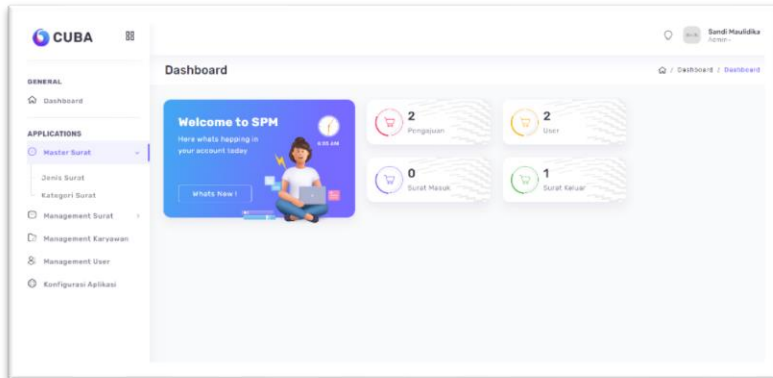 CUBA
Sandi Maulidika
Admin
Dashboard
/ Dashboard / Dashboard
GENERAL
Dashboard
APPLICATIONS
Master Surat
Jenis Surat
Kategori Surat
Management Surat
Management Karyawan
Management User
Konfigurasi Aplikasi
Welcome to SPM
Here whats happing in
your account today
Whats New !
2
Pengajuan
2
User
0
Surat Masuk
1
Surat Keluar